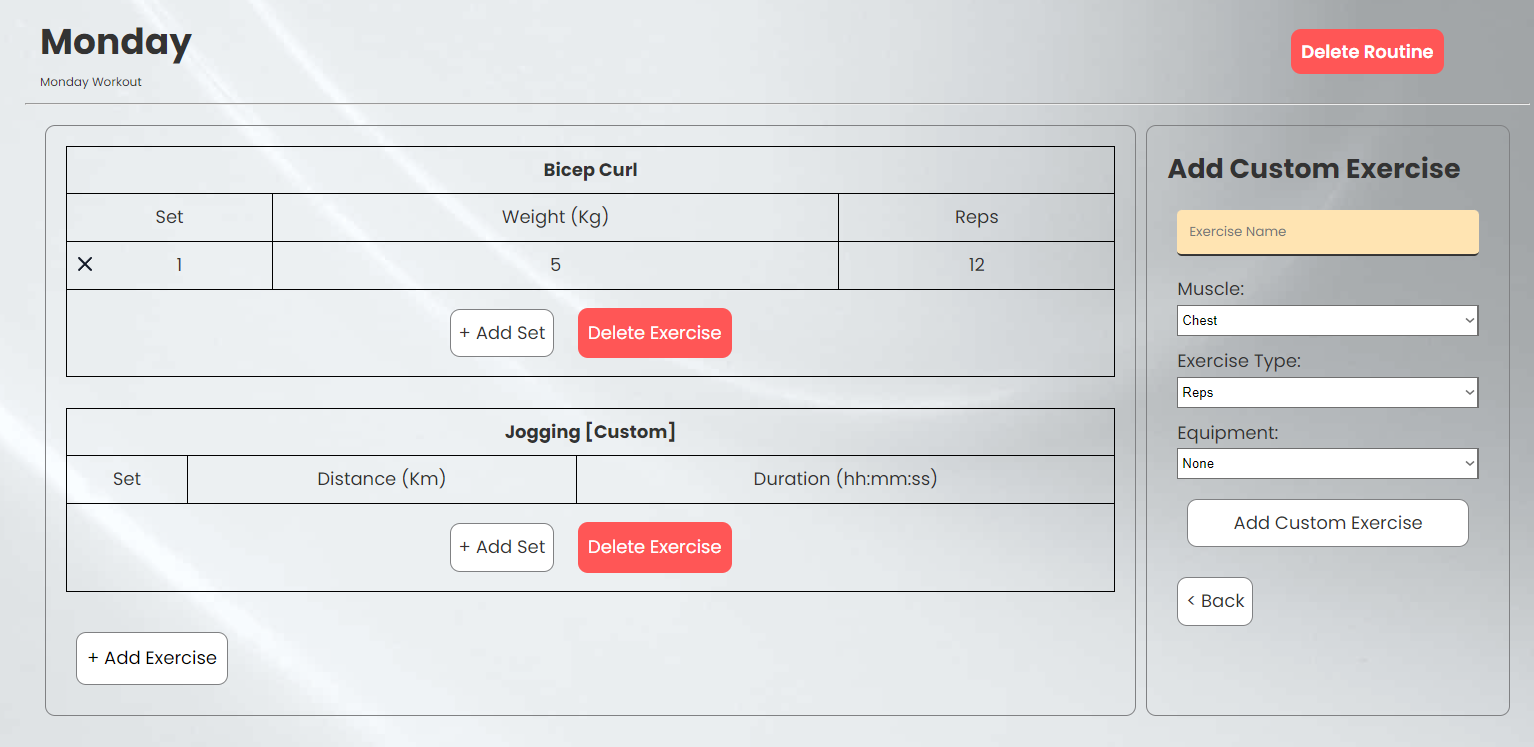 Monday
Delete Routine
Monday Workout
Bicep Curl
Set Weight (Kg) Reps
1 5 12
+ Add Set Delete Exercise
Jogging [Custom]
Set Distance (Km) Duration (hh:mm:ss)
+ Add Set Delete Exercise
+ Add Exercise
Add Custom Exercise
Exercise Name
Muscle:
Chest
Exercise Type:
Reps
Equipment:
None
Add Custom Exercise
< Back